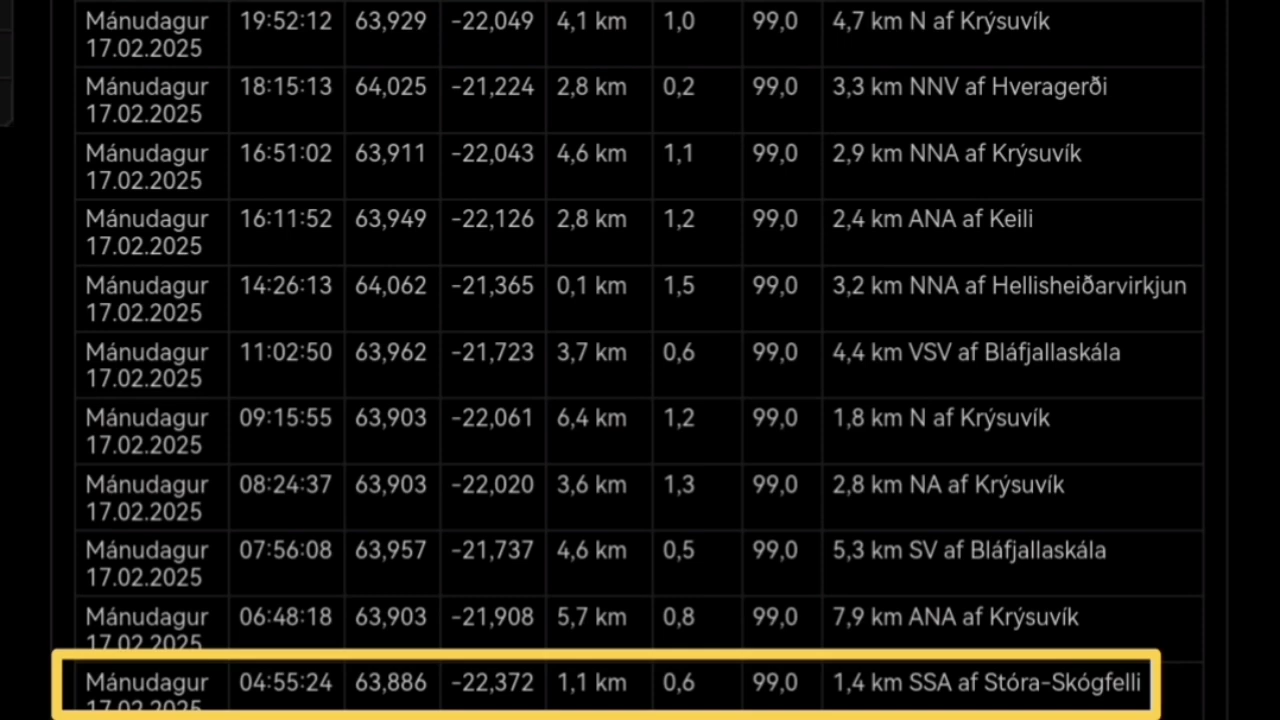 Mánudagur 19:52:12 63,929 -22,049 4,1 km 1,0 99,0 4,7 km N af Krýsuvík
17.02.2025
Mánudagur 18:15:13 64,025 -21,224 2,8 km 0,2 99,0 3,3 km NNV af Hveragerði
17.02.2025
Mánudagur 16:51:02 63,911 -22,043 4,6 km 1,1 99,0 2,9 km NNA af Krýsuvík
17.02.2025
Mánudagur 16:11:52 63,949 -22,126 2,8 km 1,2 99,0 2,4 km ANA af Keili
17.02.2025
Mánudagur 14:26:13 64,062 -21,365 0,1 km 1,5 99,0 3,2 km NNA af Hellisheiðarvirkjun
17.02.2025
Mánudagur 11:02:50 63,962 -21,723 3,7 km 0,6 99,0 4,4 km VSV af Bláfjallaskála
17.02.2025
Mánudagur 09:15:55 63,903 -22,061 6,4 km 1,2 99,0 1,8 km N af Krýsuvík
17.02.2025
Mánudagur 08:24:37 63,903 -22,020 3,6 km 1,3 99,0 2,8 km NA af Krýsuvík
17.02.2025
Mánudagur 07:56:08 63,957 -21,737 4,6 km 0,5 99,0 5,3 km SV af Bláfjallaskála
17.02.2025
Mánudagur 06:48:18 63,903 -21,908 5,7 km 0,8 99,0 7,9 km ANA af Krýsuvík
17.02.2025
Mánudagur 04:55:24 63,886 -22,372 1,1 km 0,6 99,0 1,4 km SSA af Stóra-Skógfelli
17.02.2025